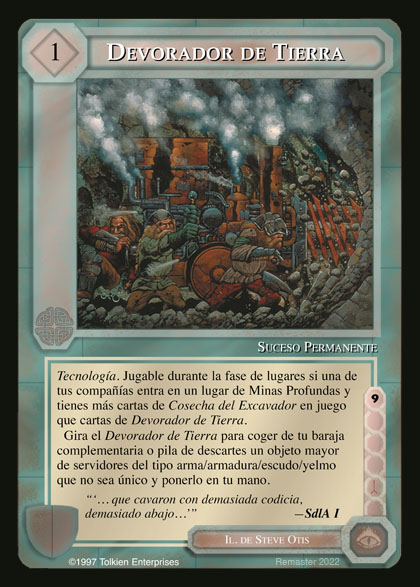 1
DEVORADOR DE TIERRA
SUCESO PERMANENTE
Tecnología. Jugable durante la fase de lugares si una de
tus compañías entra en un lugar de Minas Profundas y
tienes más cartas de Cosecha del Excavador en juego
que cartas de Devorador de Tierra.
Gira el Devorador de Tierra para coger de tu baraja
complementaria o pila de descartes un objeto mayor
de servidores del tipo arma/armadura/escudo/yelmo
que no sea único y ponerlo en tu mano.
“‘… que cavaron con demasiada codicia,
demasiado abajo…’” –SdlA I
9
IL. DE STEVE OTIS
©1997 Tolkien Enterprises
Remaster 2022